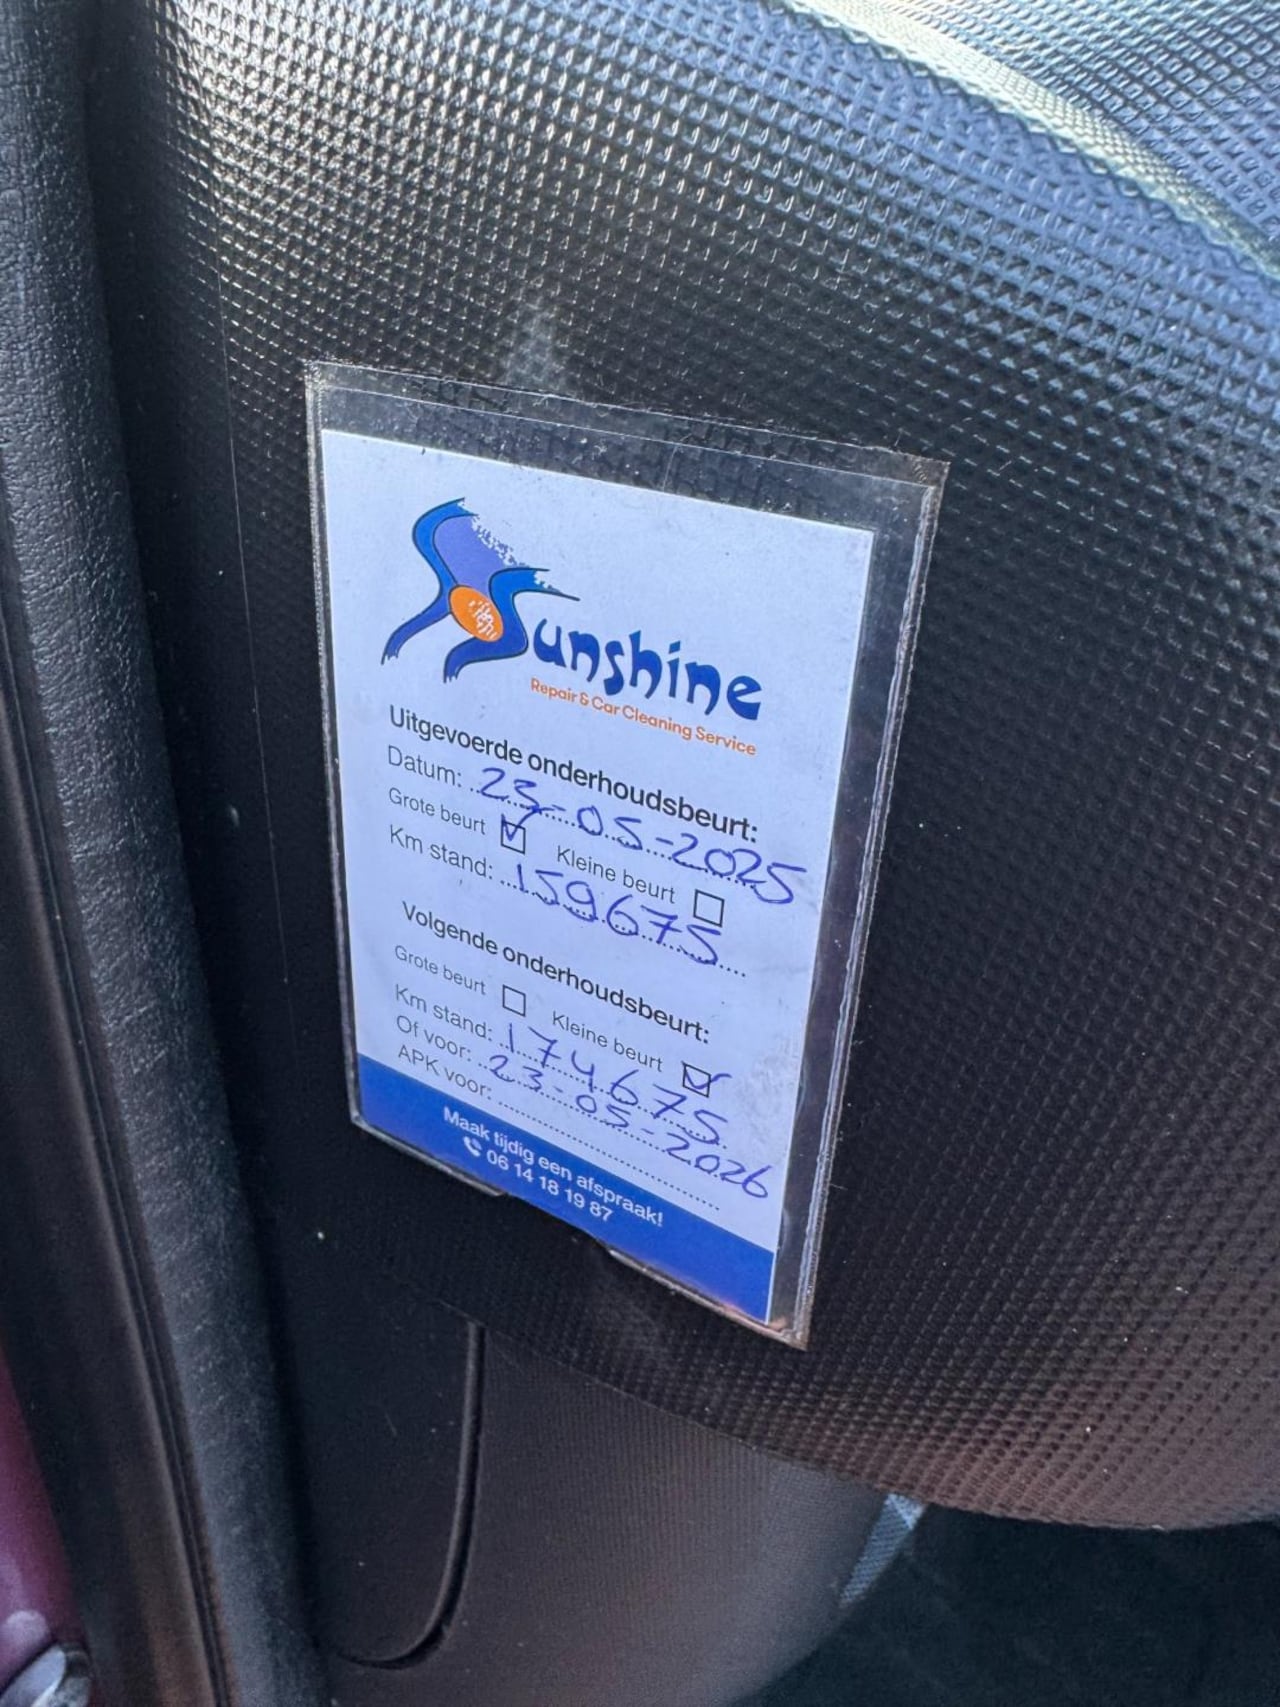 Sunshine
Repair & Car Cleaning Service
Uitgevoerde onderhoudsbeurt:
Datum: 23-05-2025
Grote beurt Kleine beurt
Km stand: 159675
Volgende onderhoudsbeurt:
Grote beurt Kleine beurt
Km stand: 174675
Of voor: 23-05-2026
APK voor:
Maak tijdig een afspraak!
06 14 18 19 87